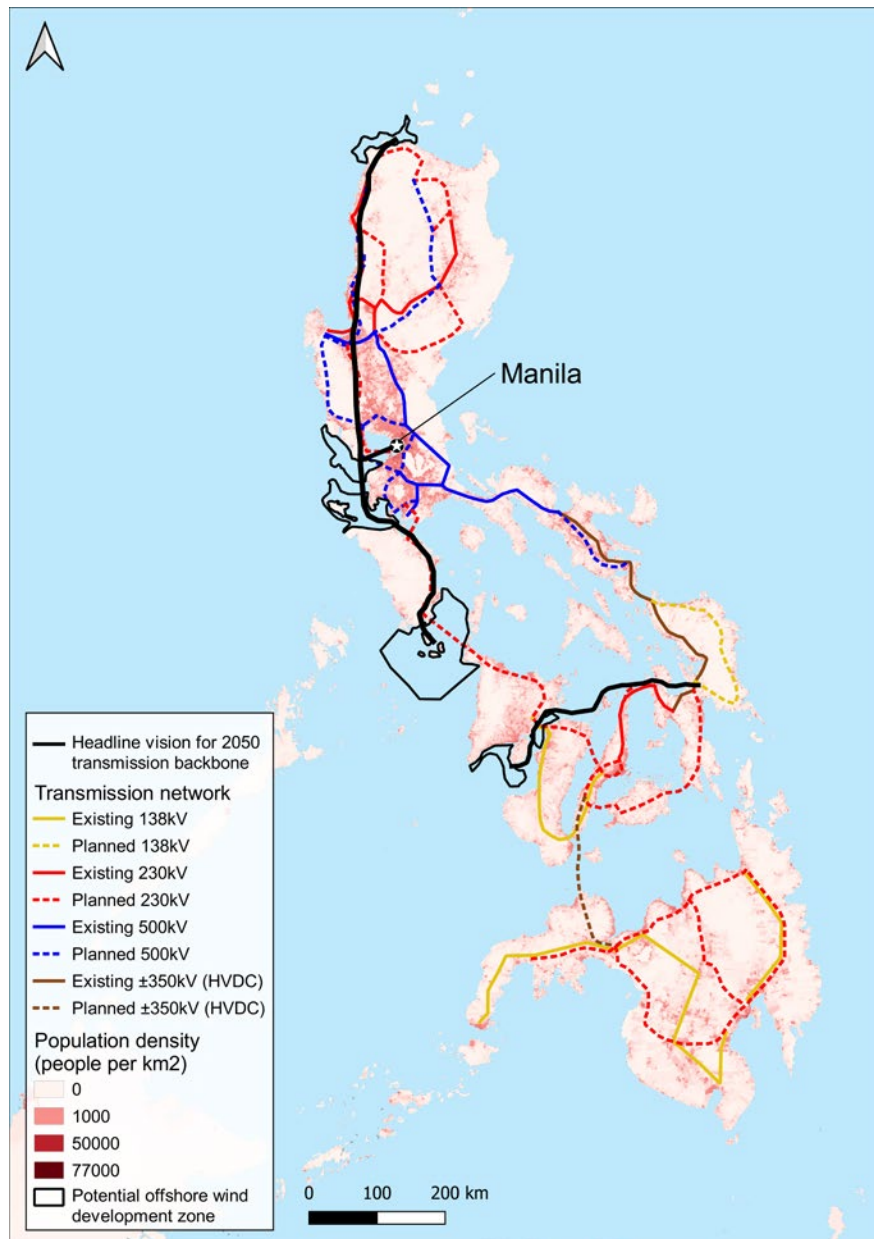 Manila
Headline vision for 2050
transmission backbone
Transmission network
Existing 138kV
Planned 138kV
Existing 230kV
Planned 230kV
Existing 500kV
Planned 500kV
Existing ±350kV (HVDC)
Planned ±350kV (HVDC)
Population density
(people per km2)
0
1000
50000
77000
Potential offshore wind
development zone
0 100 200 km